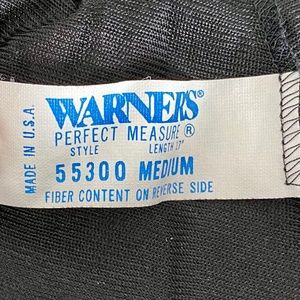 MADE IN U.S.A.
WARNER'S®
PERFECT MEASURE®
STYLE LENGTH 17"
55300 MEDIUM
FIBER CONTENT ON REVERSE SIDE